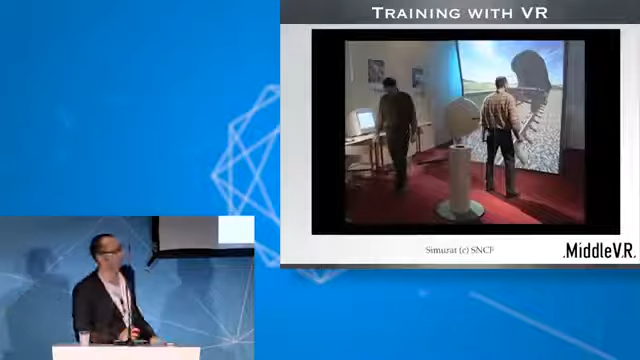 Training with VR
Simurat (c) SNCF
.MiddleVR.